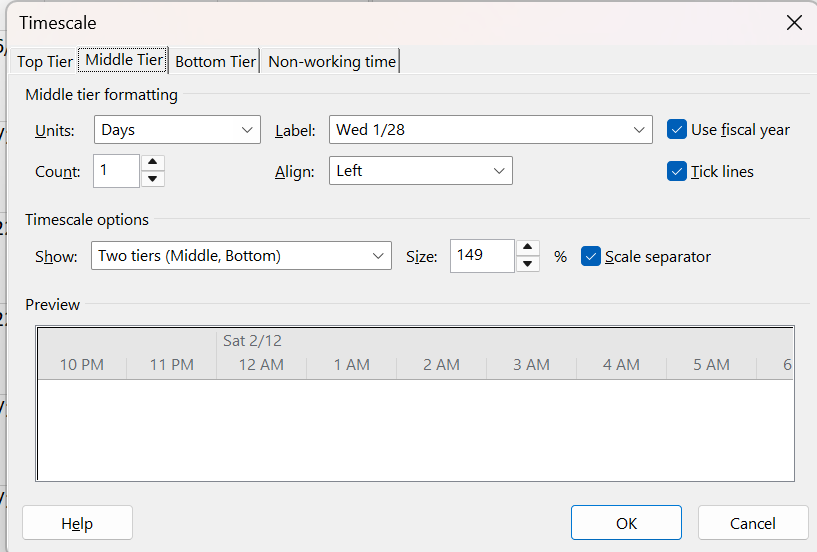 Timescale
Top Tier Middle Tier Bottom Tier Non-working time
Middle tier formatting
Units: Days Label: Wed 1/28 Use fiscal year
Count: 1 Align: Left Tick lines
Timescale options
Show: Two tiers (Middle, Bottom) Size: 149 % Scale separator
Preview
Sat 2/12
10 PM 11 PM 12 AM 1 AM 2 AM 3 AM 4 AM 5 AM 6
Help OK Cancel